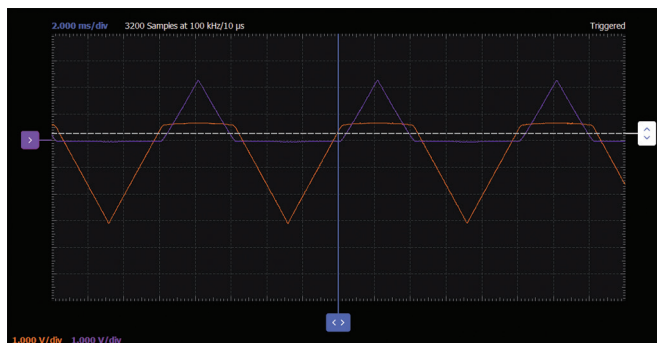 2.000 ms/div 3200 Samples at 100 kHz/10 µs Triggered
1.000 V/div 1.000 V/div